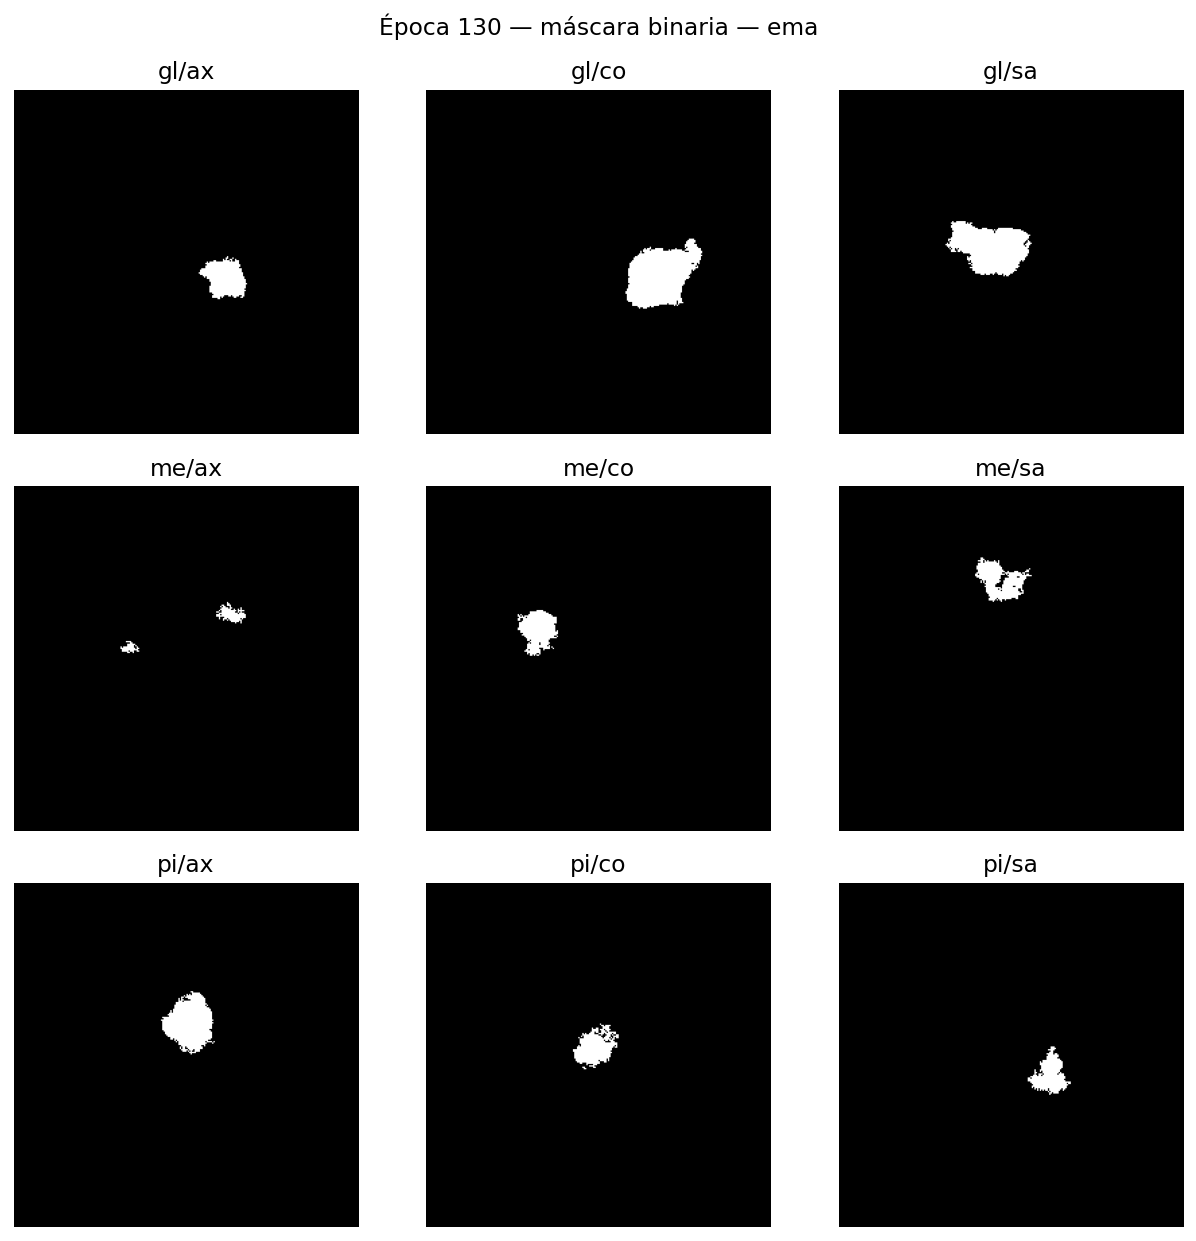 Época 130 — máscara binaria — ema
gl/ax
gl/co
gl/sa
me/ax
me/co
me/sa
pi/ax
pi/co
pi/sa